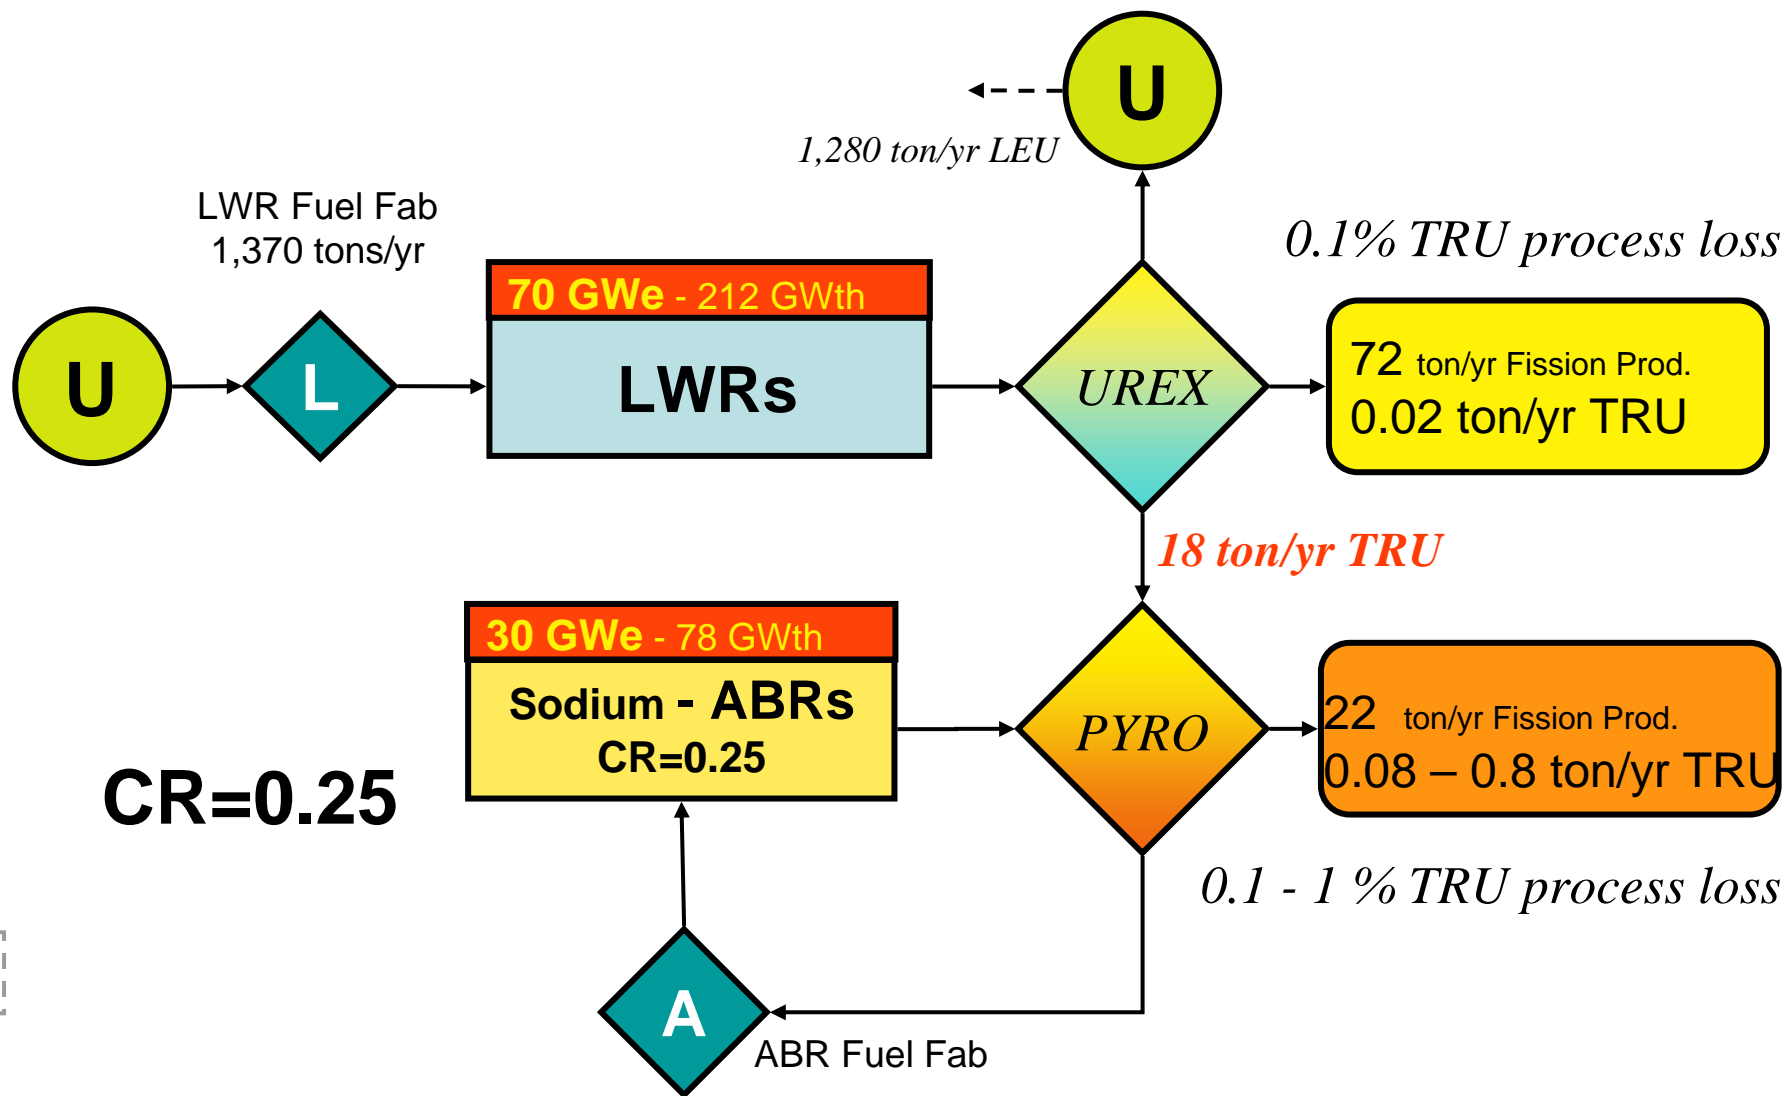 U
1,280 ton/yr LEU
LWR Fuel Fab
1,370 tons/yr
0.1% TRU process loss
70 GWe - 212 GWth
LWRs
U
L
UREX
72 ton/yr Fission Prod.
0.02 ton/yr TRU
18 ton/yr TRU
30 GWe - 78 GWth
Sodium - ABRs
CR=0.25
PYRO
22 ton/yr Fission Prod.
0.08 – 0.8 ton/yr TRU
CR=0.25
0.1 - 1 % TRU process loss
A
ABR Fuel Fab